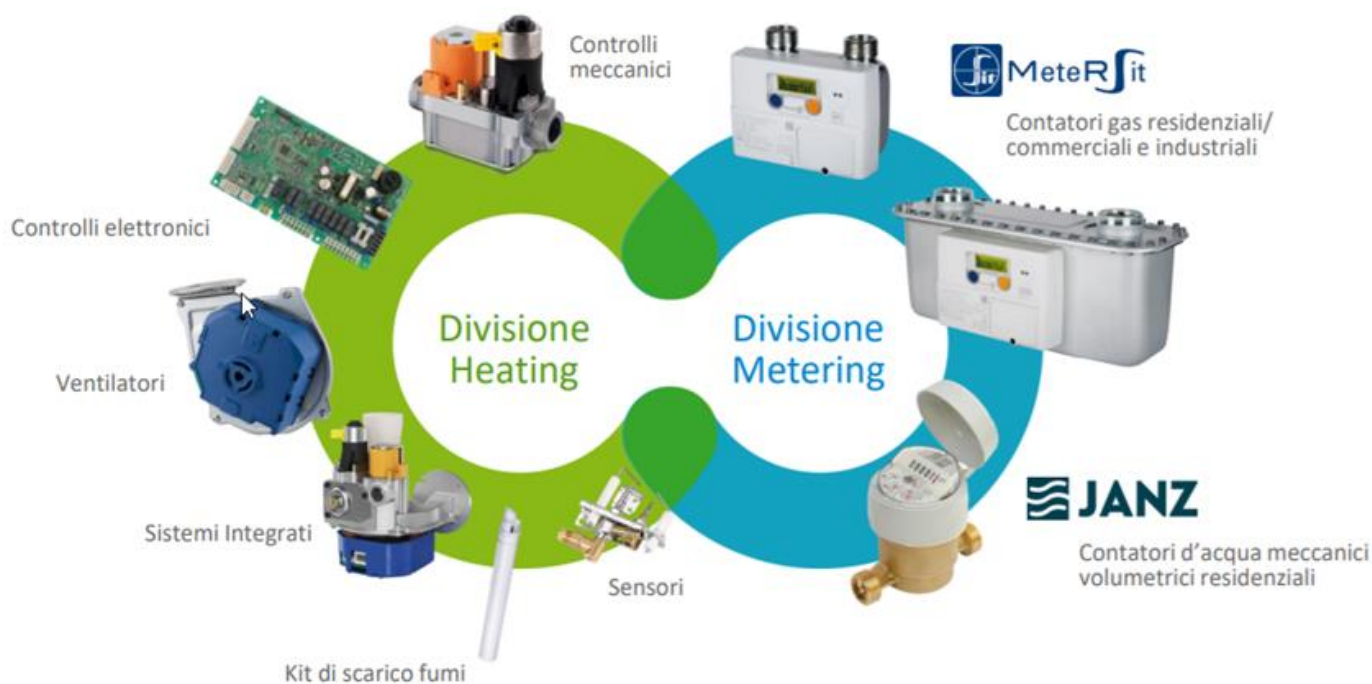 Controlli
meccanici
Sit MeteRSit
Contatori gas residenziali/
commerciali e industriali
Controlli elettronici
Divisione
Heating
Divisione
Metering
Ventilatori
JANZ
Sistemi Integrati
Contatori d'acqua meccanici
volumetrici residenziali
Sensori
Kit di scarico fumi